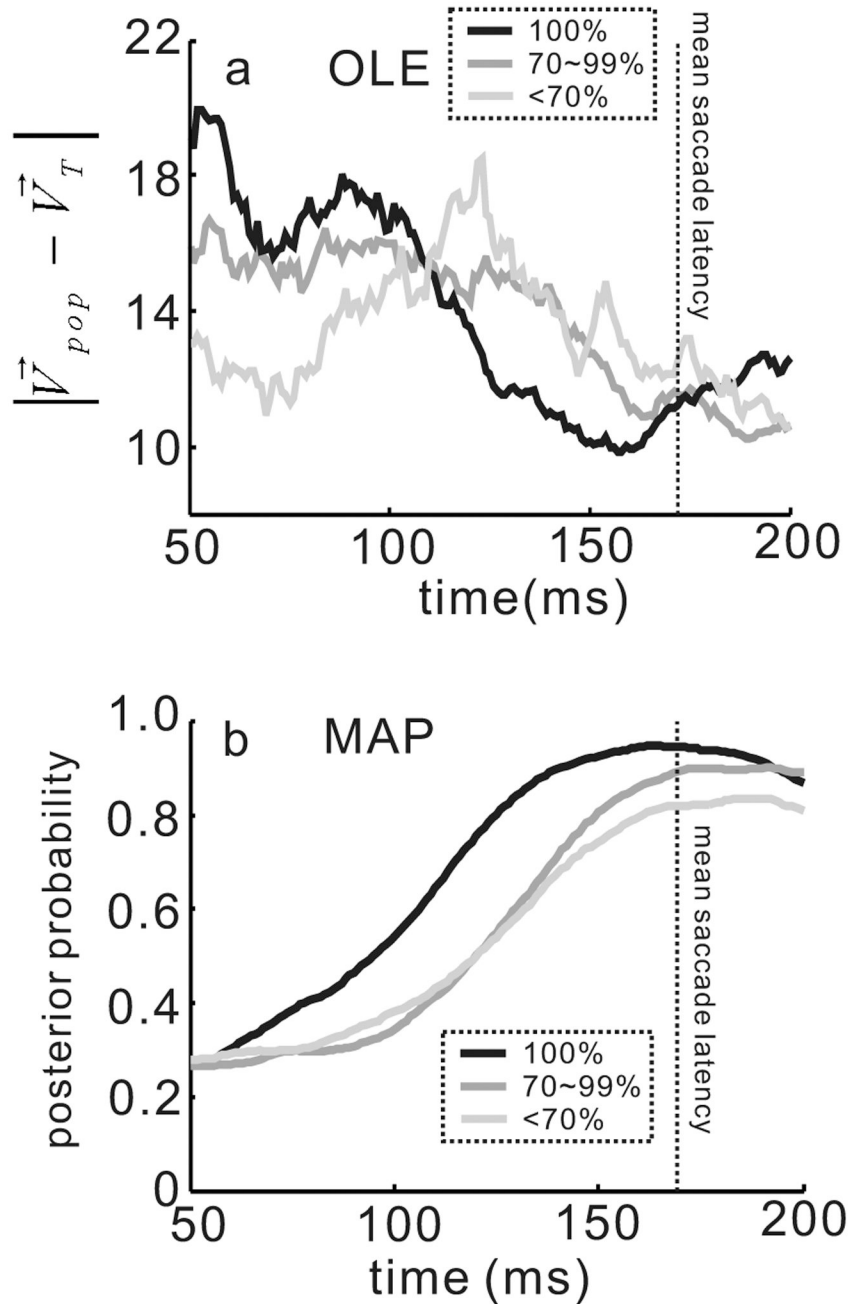 22
a OLE
100%
70~99%
<70%
18
14
10
|V⃗pop − V⃗T|
mean saccade latency
50 100 150 200
time(ms)
1.0
b MAP
0.8
0.6
0.4
0.2
0
posterior probability
mean saccade latency
100%
70~99%
<70%
50 100 150 200
time (ms)